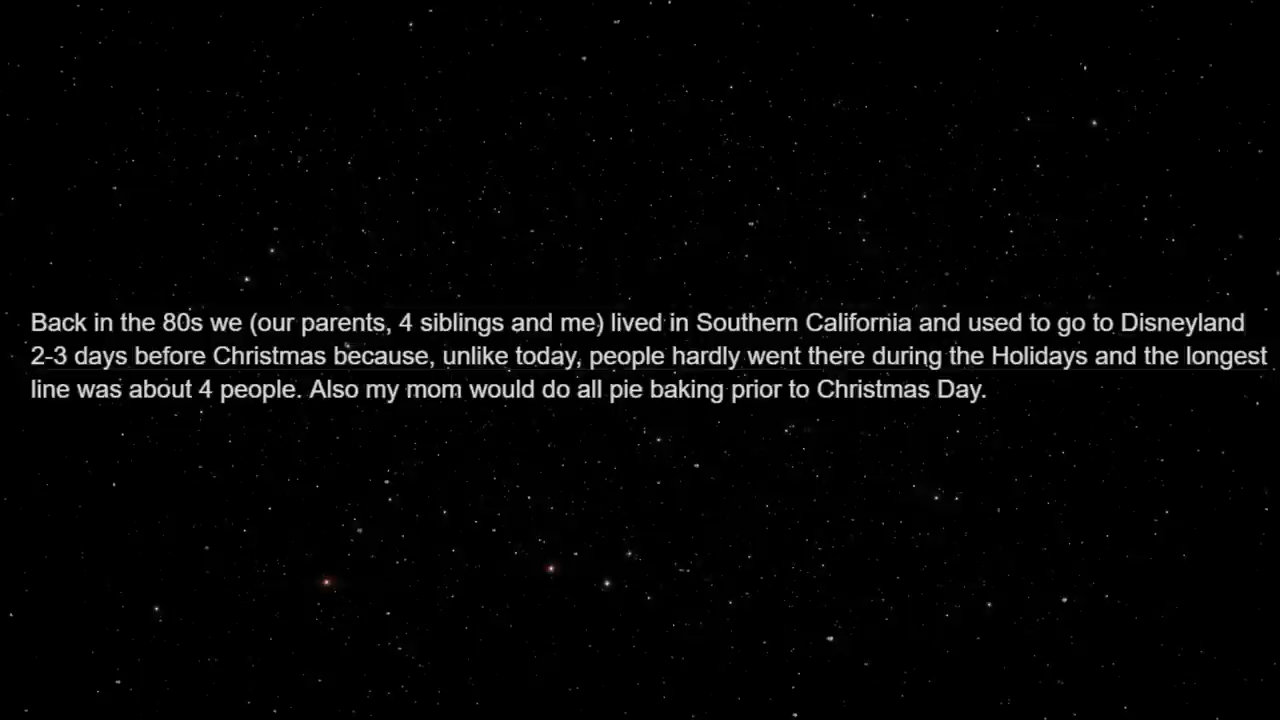 Back in the 80s we (our parents, 4 siblings and me) lived in Southern California and used to go to Disneyland
2-3 days before Christmas because, unlike today, people hardly went there during the Holidays and the longest
line was about 4 people. Also my mom would do all pie baking prior to Christmas Day.